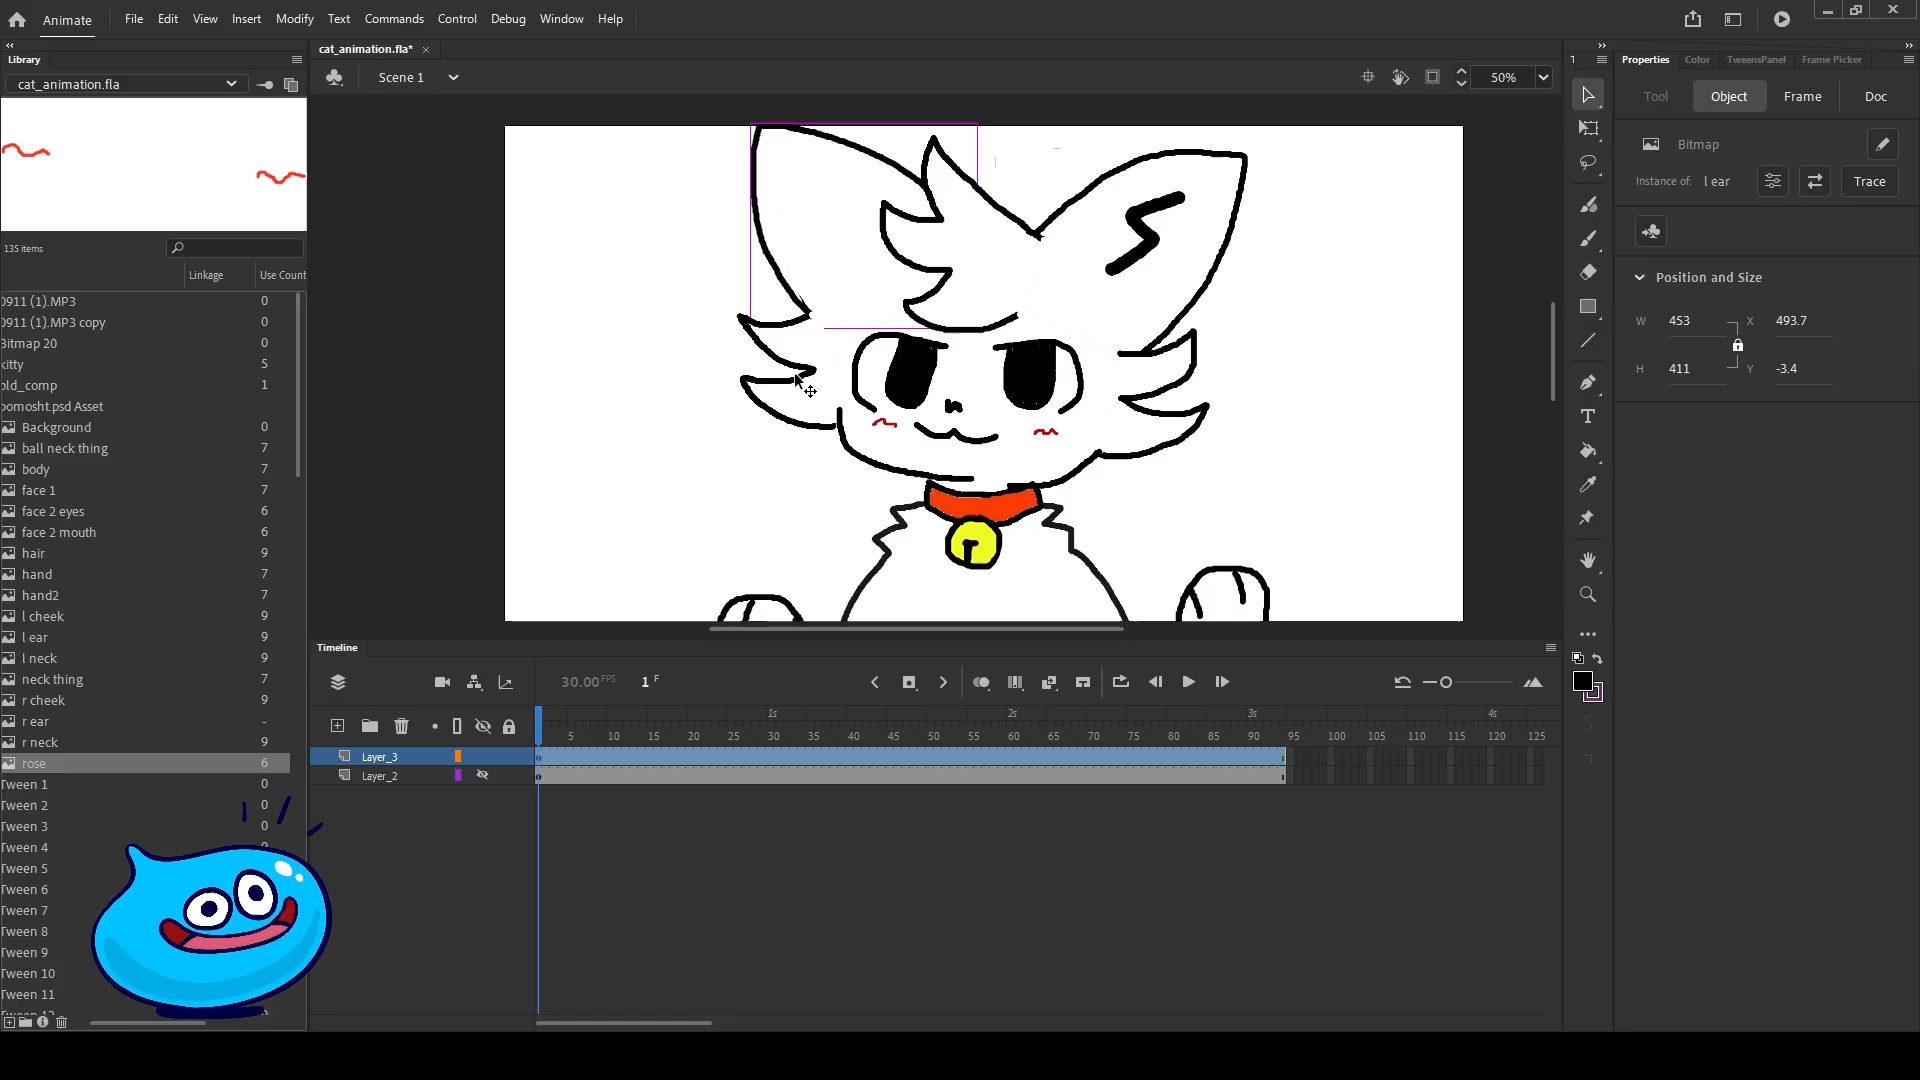 Animate File Edit View Insert Modify Text Commands Control Debug Window Help
Library
cat_animation.fla
135 items
Linkage Use Count
0911 (1).MP3 0
0911 (1).MP3 copy 0
Bitmap 20 0
kitty 5
old_comp 1
oomosht.psd Asset
Background 0
ball neck thing 7
body 7
face 1 7
face 2 eyes 6
face 2 mouth 6
hair 9
hand 7
hand2 7
l cheek 9
l ear 9
l neck 9
neck thing 7
r cheek 9
r ear -
r neck 9
rose 6
Tween 1 0
Tween 2 0
Tween 3 0
Tween 4
Tween 5
Tween 6
Tween 7
Tween 8
Tween 9
Tween 10
Tween 11
cat_animation.fla*
Scene 1
50%
Timeline
30.00 FPS 1 F
1s 2s 3s 4s
5 10 15 20 25 30 35 40 45 50 55 60 65 70 75 80 85 90 95 100 105 110 115 120 125
Layer_3
Layer_2
Properties Color TweensPanel Frame Picker
Tool Object Frame Doc
Bitmap
Instance of: l ear Trace
Position and Size
W 453 X 493.7
H 411 Y -3.4